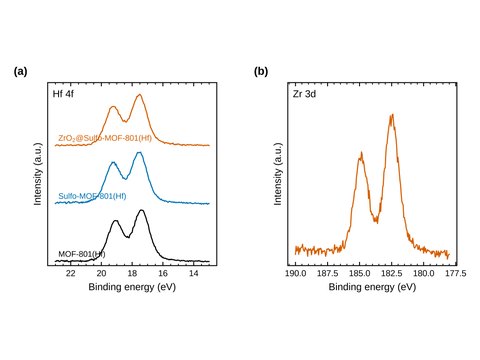 (a)
(b)
Hf 4f
Zr 3d
ZrO2@Sulfo-MOF-801(Hf)
Sulfo-MOF-801(Hf)
MOF-801(Hf)
Intensity (a.u.)
Intensity (a.u.)
22 20 18 16 14
190.0 187.5 185.0 182.5 180.0 177.5
Binding energy (eV)
Binding energy (eV)